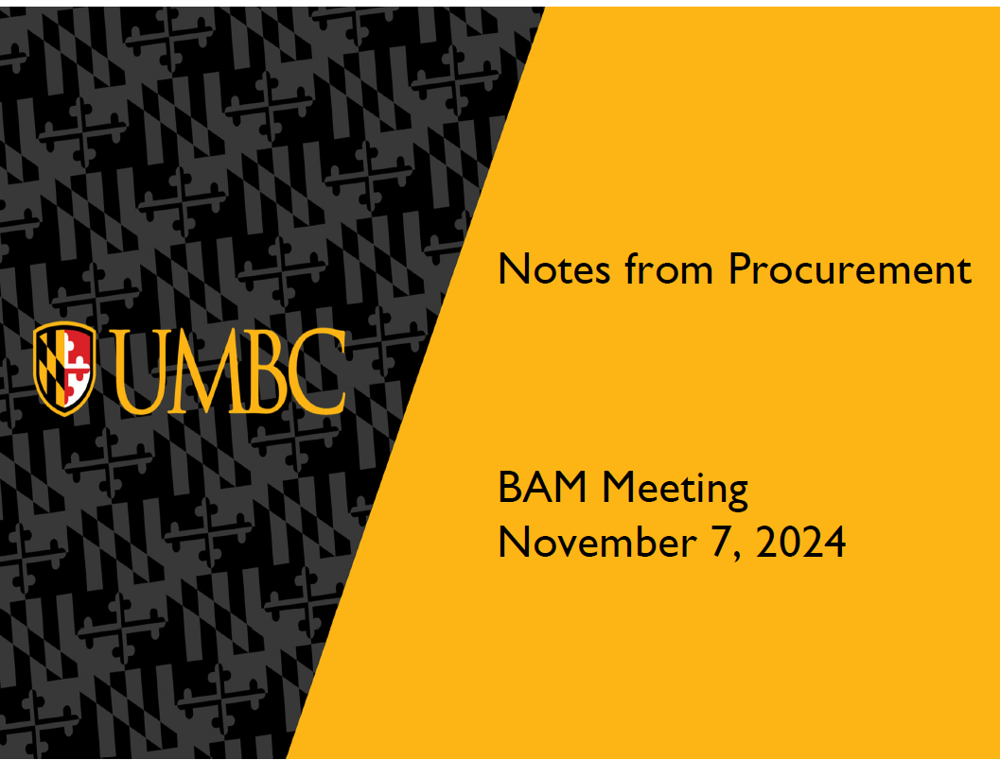 Notes from Procurement
UMBC
BAM Meeting
November 7, 2024